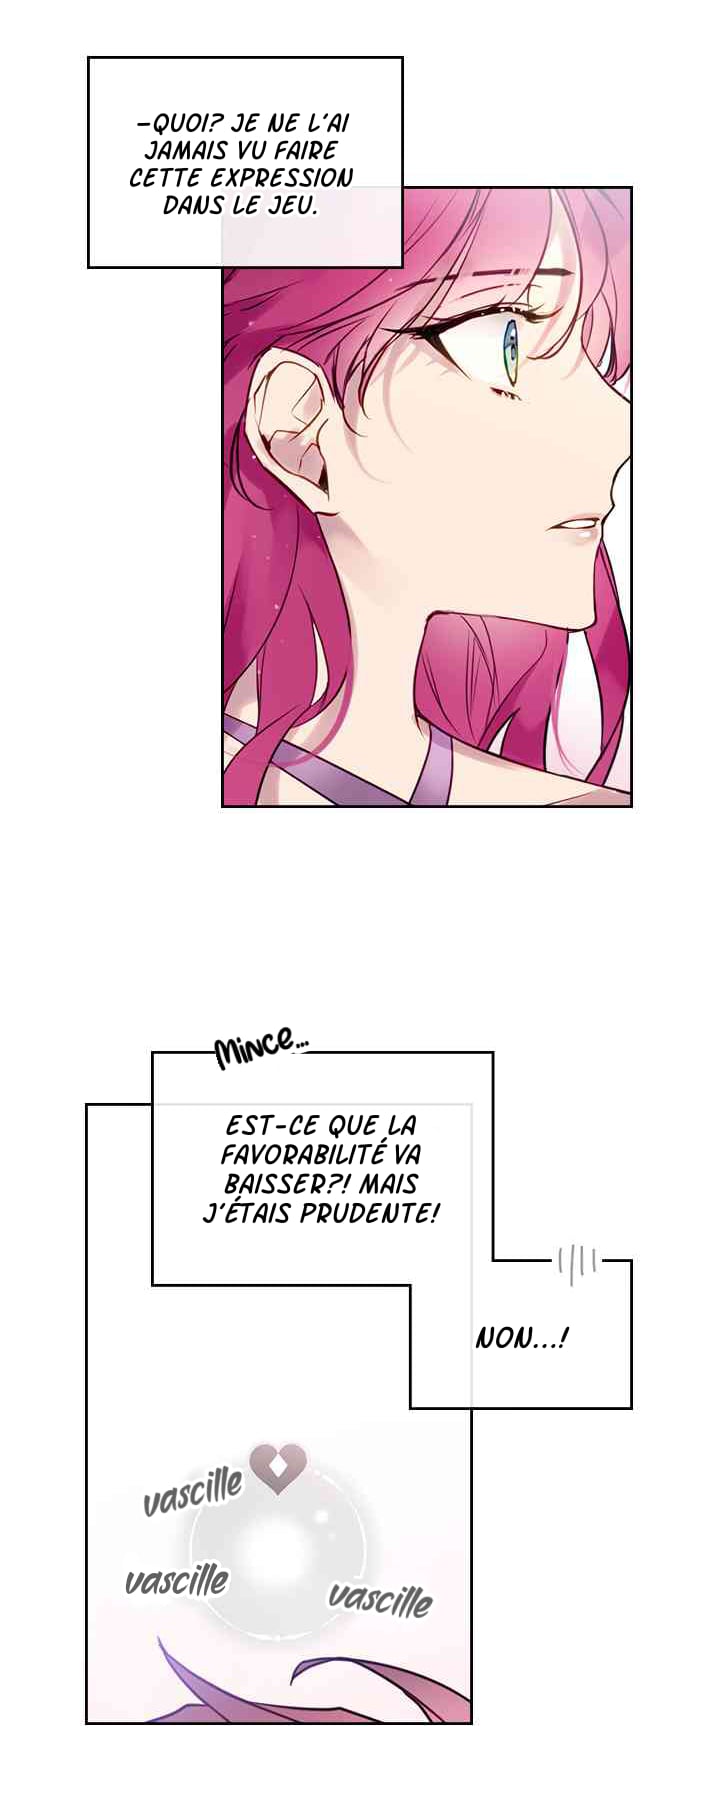 -QUOI? JE NE L'AI
JAMAIS VU FAIRE
CETTE EXPRESSION
DANS LE JEU.
Mince...
EST-CE QUE LA
FAVORABILITÉ VA
BAISSER?! MAIS
J'ÉTAIS PRUDENTE!
NON...!
vascille
vascille
vascille